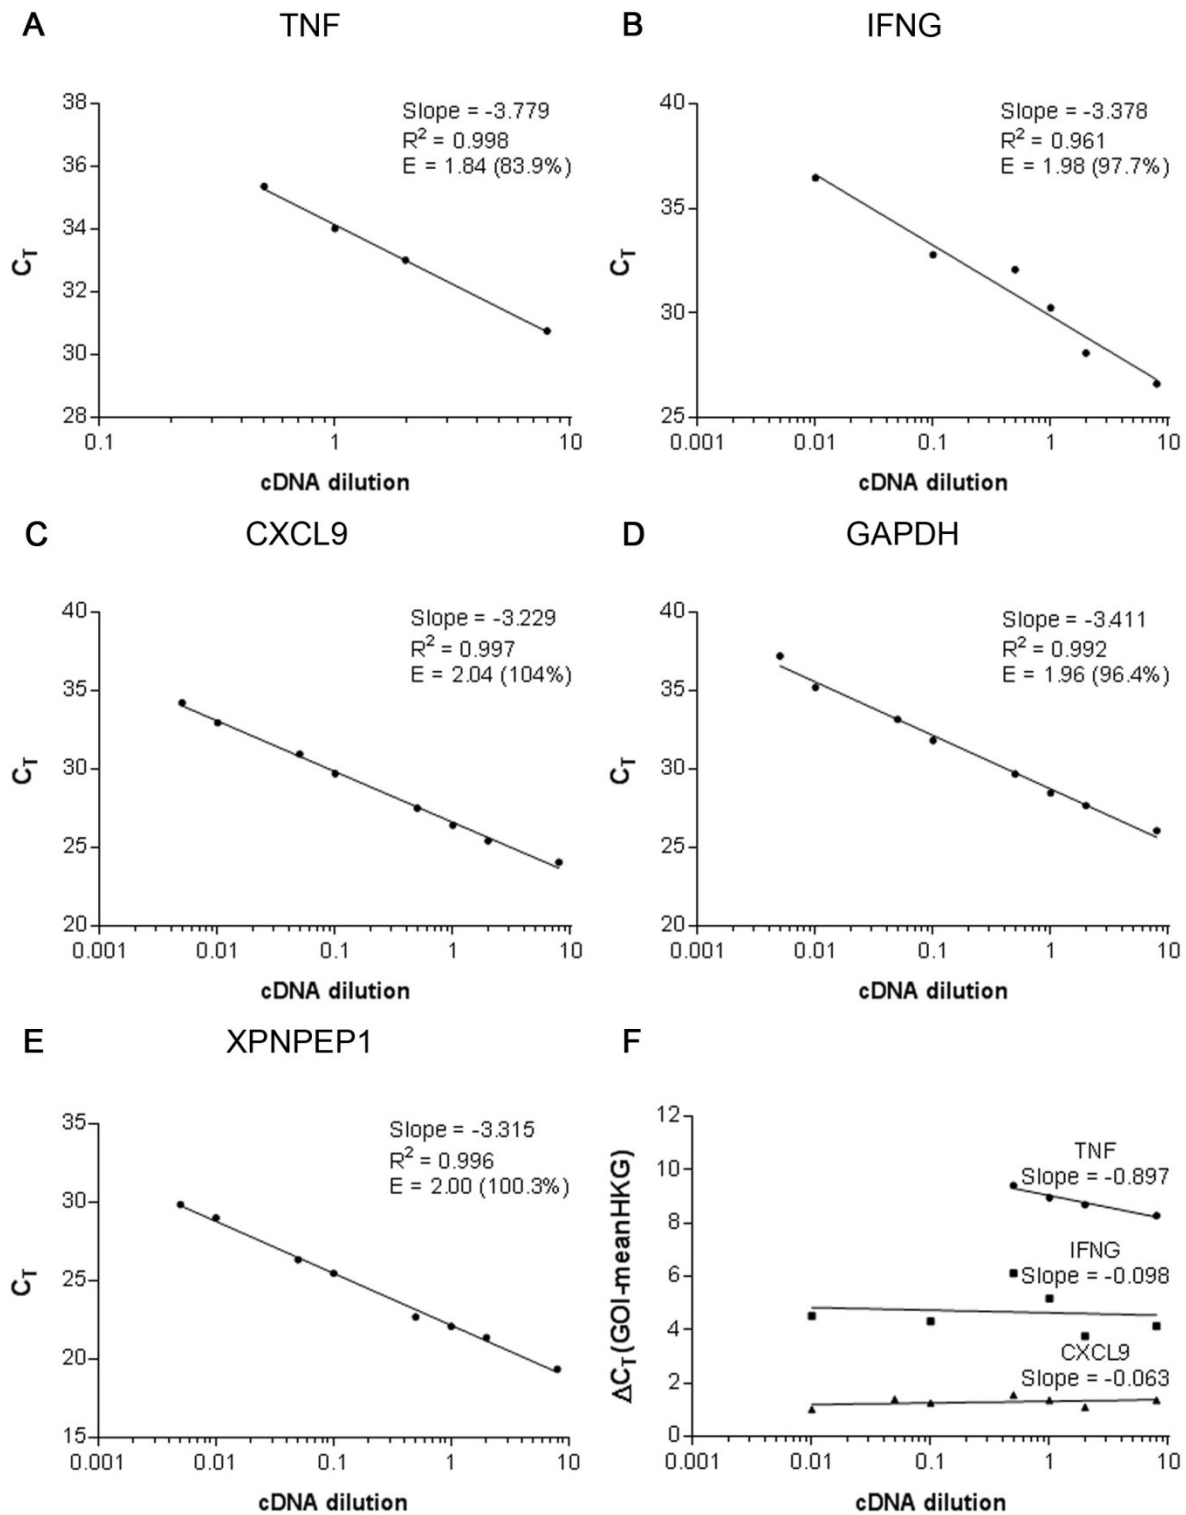 A
TNF
Slope = -3.779
R² = 0.998
E = 1.84 (83.9%)
38
36
34
32
30
28
C_T
0.1
1
10
cDNA dilution
B
IFNG
Slope = -3.378
R² = 0.961
E = 1.98 (97.7%)
40
35
30
25
C_T
0.001
0.01
0.1
1
10
cDNA dilution
C
CXCL9
Slope = -3.229
R² = 0.997
E = 2.04 (104%)
40
35
30
25
20
C_T
0.001
0.01
0.1
1
10
cDNA dilution
D
GAPDH
Slope = -3.411
R² = 0.992
E = 1.96 (96.4%)
40
35
30
25
20
C_T
0.001
0.01
0.1
1
10
cDNA dilution
E
XPNPEP1
Slope = -3.315
R² = 0.996
E = 2.00 (100.3%)
35
30
25
20
15
C_T
0.001
0.01
0.1
1
10
cDNA dilution
F
12
10
8
6
4
2
0
ΔC_T (GOI-meanHKG)
TNF
Slope = -0.897
IFNG
Slope = -0.098
CXCL9
Slope = -0.063
0.001
0.01
0.1
1
10
cDNA dilution